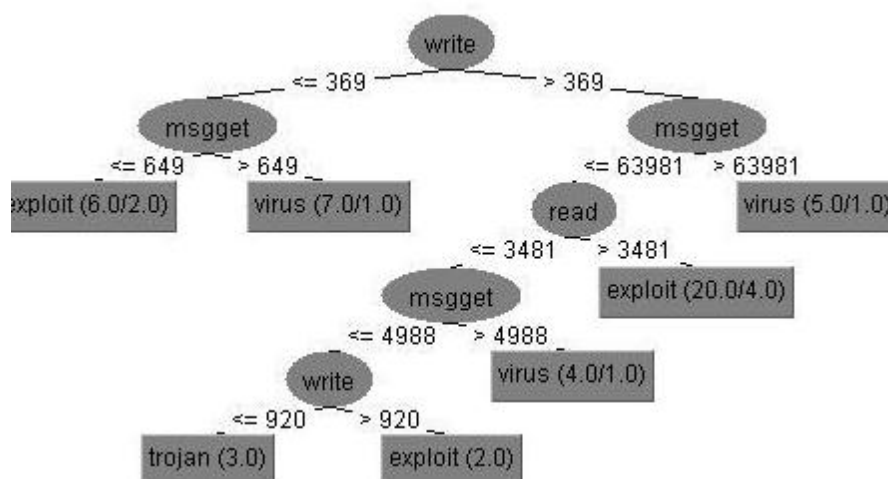 write
<= 369 > 369
msgget msgget
<= 649 > 649 <= 63981 > 63981
exploit (6.0/2.0) virus (7.0/1.0) read virus (5.0/1.0)
<= 3481 > 3481
msgget exploit (20.0/4.0)
<= 4988 > 4988
write virus (4.0/1.0)
<= 920 > 920
trojan (3.0) exploit (2.0)